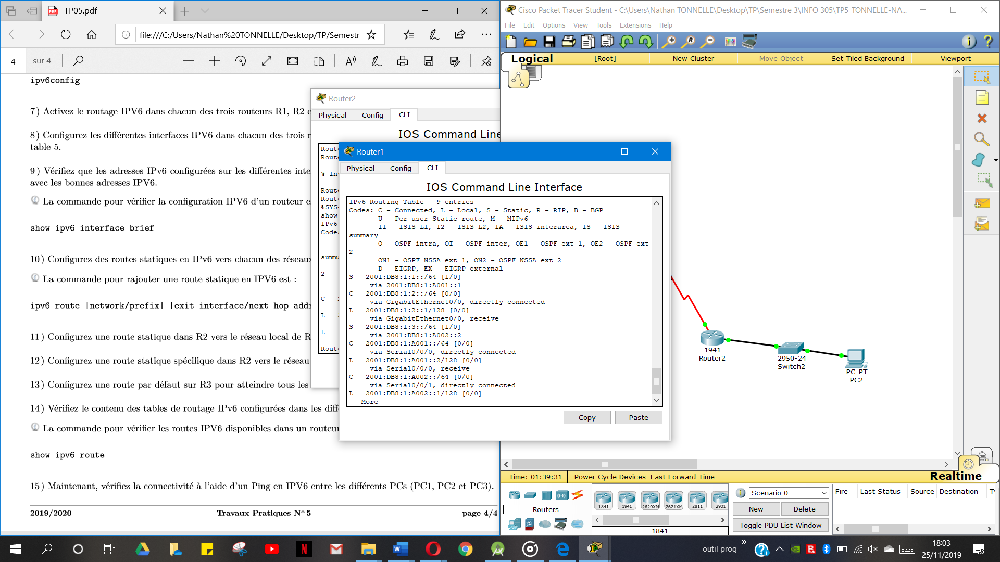 TP05.pdf
file:///C:/Users/Nathan%20TONNELLE/Desktop/TP/Semestr
4 sur 4
ipv6config
7) Activez le routage IPV6 dans chacun des trois routeurs R1, R2 e
8) Configurez les différentes interfaces IPV6 dans chacun des trois r
table 5.
9) Vérifiez que les adresses IPv6 configurées sur les différentes inte
avec les bonnes adresses IPV6.
La commande pour vérifier la configuration IPV6 d'un routeur e
show ipv6 interface brief
10) Configurez des routes statiques en IPv6 vers chacun des réseaux
La commande pour rajouter une route statique en IPV6 est :
ipv6 route [network/prefix] [exit interface/next hop addr
11) Configurez une route statique dans R2 vers le réseau local de R
12) Configurez une route statique spécifique dans R2 vers le réseau
13) Configurez une route par défaut sur R3 pour atteindre tous les
14) Vérifiez le contenu des tables de routage IPv6 configurées dans les diff
La commande pour vérifier les routes IPV6 disponibles dans un routeur
show ipv6 route
15) Maintenant, vérifiez la connectivité à l'aide d'un Ping en IPV6 entre les différents PCs (PC1, PC2 et PC3).
2019/2020 Travaux Pratiques Nº 5 page 4/4
Router2
Physical Config CLI
IOS Command Line
Route
Route
% Inv
Route
Route
%SYS-
show
IPv6
Codes
summa
2
C 2
L 2
L
Route
Router1
Physical Config CLI
IOS Command Line Interface
IPv6 Routing Table - 9 entries
Codes: C - Connected, L - Local, S - Static, R - RIP, B - BGP
U - Per-user Static route, M - MIPv6
I1 - ISIS L1, I2 - ISIS L2, IA - ISIS interarea, IS - ISIS
summary
O - OSPF intra, OI - OSPF inter, OE1 - OSPF ext 1, OE2 - OSPF ext
2
ON1 - OSPF NSSA ext 1, ON2 - OSPF NSSA ext 2
D - EIGRP, EX - EIGRP external
S 2001:DB8:1:1::/64 [1/0]
via 2001:DB8:1:A001::1
C 2001:DB8:1:2::/64 [0/0]
via GigabitEthernet0/0, directly connected
L 2001:DB8:1:2::1/128 [0/0]
via GigabitEthernet0/0, receive
S 2001:DB8:1:3::/64 [1/0]
via 2001:DB8:1:A002::2
C 2001:DB8:1:A001::/64 [0/0]
via Serial0/0/0, directly connected
L 2001:DB8:1:A001::2/128 [0/0]
via Serial0/0/0, receive
C 2001:DB8:1:A002::/64 [0/0]
via Serial0/0/1, directly connected
L 2001:DB8:1:A002::1/128 [0/0]
--More--
Copy Paste
Cisco Packet Tracer Student - C:\Users\Nathan TONNELLE\Desktop\TP\Semestre 3\INFO 305\TP5_TONNELLE-NA...
File Edit Options View Tools Extensions Help
Logical [Root] New Cluster Move Object Set Tiled Background Viewport
1941
Router2
2950-24
Switch2
PC-PT
PC2
Time: 01:39:31 Power Cycle Devices Fast Forward Time Realtime
Routers
1841 1941 2620XM 2621XM 2811 2901
1841
Scenario 0
New Delete
Toggle PDU List Window
Fire Last Status Source Destination
outil prog
18:03
25/11/2019